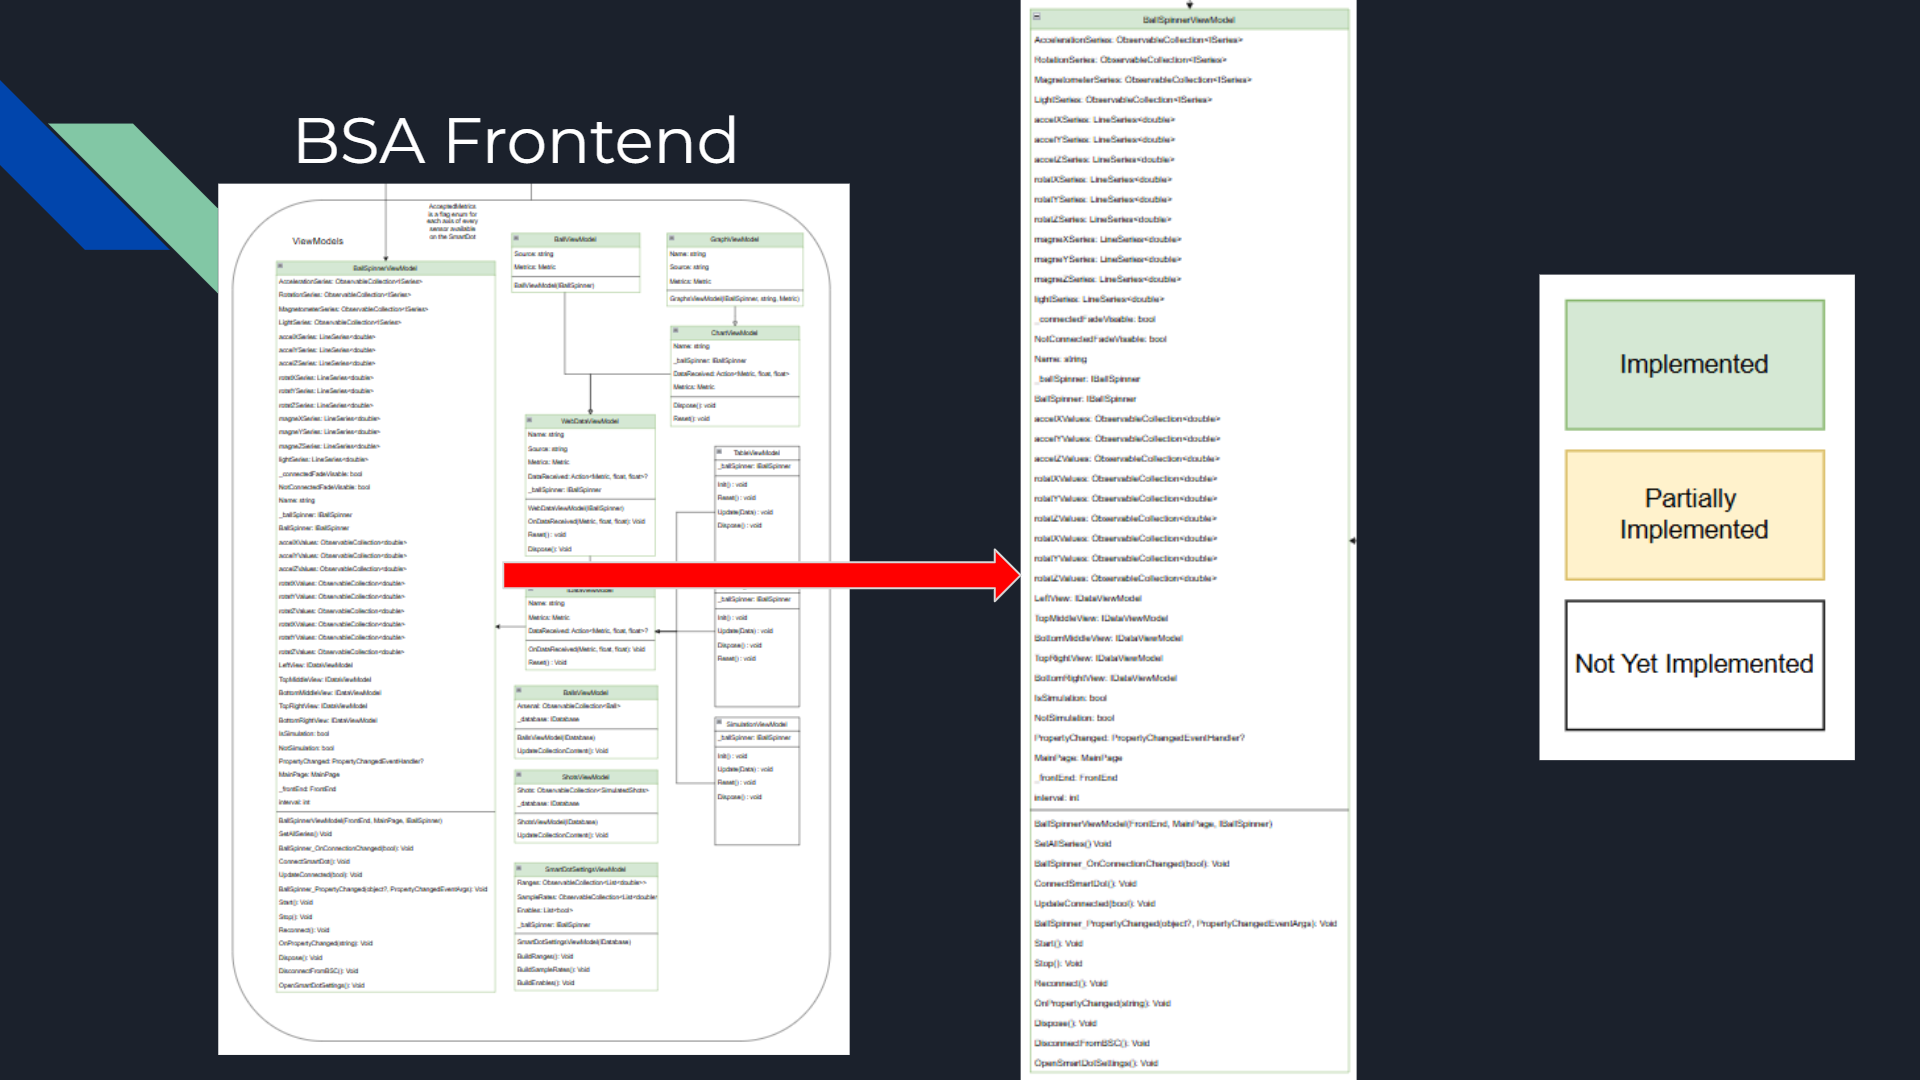 BSA Frontend
AcceptedMetrics
is a flag enum for
each axis of every
sensor available
on the SmartDot
ViewModels
BallSpinnerViewModel
AccelerationSeries: ObservableCollection<ISeries>
RotationSeries: ObservableCollection<ISeries>
MagnetometerSeries: ObservableCollection<ISeries>
LightSeries: ObservableCollection<ISeries>
accelXSeries: LineSeries<double>
accelYSeries: LineSeries<double>
accelZSeries: LineSeries<double>
rotatXSeries: LineSeries<double>
rotatYSeries: LineSeries<double>
rotatZSeries: LineSeries<double>
magneXSeries: LineSeries<double>
magneYSeries: LineSeries<double>
magneZSeries: LineSeries<double>
lightSeries: LineSeries<double>
_connectedFadeVisable: bool
NotConnectedFadeVisable: bool
Name: string
_ballSpinner: IBallSpinner
BallSpinner: IBallSpinner
accelXValues: ObservableCollection<double>
accelYValues: ObservableCollection<double>
accelZValues: ObservableCollection<double>
rotatXValues: ObservableCollection<double>
rotatYValues: ObservableCollection<double>
rotatZValues: ObservableCollection<double>
rotatXValues: ObservableCollection<double>
rotatYValues: ObservableCollection<double>
rotatZValues: ObservableCollection<double>
LeftView: IDataViewModel
TopMiddleView: IDataViewModel
BottomMiddleView: IDataViewModel
TopRightView: IDataViewModel
BottomRightView: IDataViewModel
IsSimulation: bool
NotSimulation: bool
PropertyChanged: PropertyChangedEventHandler?
MainPage: MainPage
_frontEnd: FrontEnd
interval: int
BallSpinnerViewModel(FrontEnd, MainPage, IBallSpinner)
SetAllSeries() Void
BallSpinner_OnConnectionChanged(bool): Void
ConnectSmartDot(): Void
UpdateConnected(bool): Void
BallSpinner_PropertyChanged(object?, PropertyChangedEventArgs): Void
Start(): Void
Stop(): Void
Reconnect(): Void
OnPropertyChanged(string): Void
Dispose(): Void
DisconnectFromBSC(): Void
OpenSmartDotSettings(): Void
BallViewModel
Source: string
Metrics: Metric
BallViewModel(IBallSpinner)
GraphViewModel
Name: string
Source: string
Metrics: Metric
GraphsViewModel(IBallSpinner, string, Metric)
ChartViewModel
Name: string
_ballSpinner: IBallSpinner
DataReceived: Action<Metric, float, float>
Metrics: Metric
Dispose(): void
Reset(): void
WebDataViewModel
Name: string
Source: string
Metrics: Metric
DataReceived: Action<Metric, float, float>?
_ballSpinner: IBallSpinner
WebDataViewModel(IBallSpinner)
OnDataReceived(Metric, float, float): Void
Reset() : void
Dispose(): Void
TableViewModel
_ballSpinner: IBallSpinner
Init() : void
Reset() : void
Update(Data) : void
Dispose() : void
IDataViewModel
Name: string
Metrics: Metric
DataReceived: Action<Metric, float, float>?
OnDataReceived(Metric, float, float): Void
Reset() : Void
_ballSpinner: IBallSpinner
Init() : void
Update(Data) : void
Dispose() : void
Reset() : void
BallsViewModel
Arsenal: ObservableCollection<Ball>
_database: IDatabase
BallsViewModel(IDatabase)
UpdateCollectionContent(): Void
SimulationViewModel
_ballSpinner: IBallSpinner
Init() : void
Update(Data) : void
Reset() : void
Dispose() : void
ShotsViewModel
Shots: ObservableCollection<SimulatedShots>
_database: IDatabase
ShotsViewModel(IDatabase)
UpdateCollectionContent(): Void
SmartDotSettingsViewModel
Ranges: ObservableCollection<List<double>>
SampleRates: ObservableCollection<List<double>
Enables: List<bool>
_ballSpinner: IBallSpinner
SmartDotSettingsViewModel(IDatabase)
BuildRanges(): Void
BuildSampleRates(): Void
BuildEnables(): Void
BallSpinnerViewModel
AccelerationSeries: ObservableCollection<ISeries>
RotationSeries: ObservableCollection<ISeries>
MagnetometerSeries: ObservableCollection<ISeries>
LightSeries: ObservableCollection<ISeries>
accelXSeries: LineSeries<double>
accelYSeries: LineSeries<double>
accelZSeries: LineSeries<double>
rotatXSeries: LineSeries<double>
rotatYSeries: LineSeries<double>
rotatZSeries: LineSeries<double>
magneXSeries: LineSeries<double>
magneYSeries: LineSeries<double>
magneZSeries: LineSeries<double>
lightSeries: LineSeries<double>
_connectedFadeVisable: bool
NotConnectedFadeVisable: bool
Name: string
_ballSpinner: IBallSpinner
BallSpinner: IBallSpinner
accelXValues: ObservableCollection<double>
accelYValues: ObservableCollection<double>
accelZValues: ObservableCollection<double>
rotatXValues: ObservableCollection<double>
rotatYValues: ObservableCollection<double>
rotatZValues: ObservableCollection<double>
rotatXValues: ObservableCollection<double>
rotatYValues: ObservableCollection<double>
rotatZValues: ObservableCollection<double>
LeftView: IDataViewModel
TopMiddleView: IDataViewModel
BottomMiddleView: IDataViewModel
TopRightView: IDataViewModel
BottomRightView: IDataViewModel
IsSimulation: bool
NotSimulation: bool
PropertyChanged: PropertyChangedEventHandler?
MainPage: MainPage
_frontEnd: FrontEnd
interval: int
BallSpinnerViewModel(FrontEnd, MainPage, IBallSpinner)
SetAllSeries() Void
BallSpinner_OnConnectionChanged(bool): Void
ConnectSmartDot(): Void
UpdateConnected(bool): Void
BallSpinner_PropertyChanged(object?, PropertyChangedEventArgs): Void
Start(): Void
Stop(): Void
Reconnect(): Void
OnPropertyChanged(string): Void
Dispose(): Void
DisconnectFromBSC(): Void
OpenSmartDotSettings(): Void
Implemented
Partially
Implemented
Not Yet Implemented